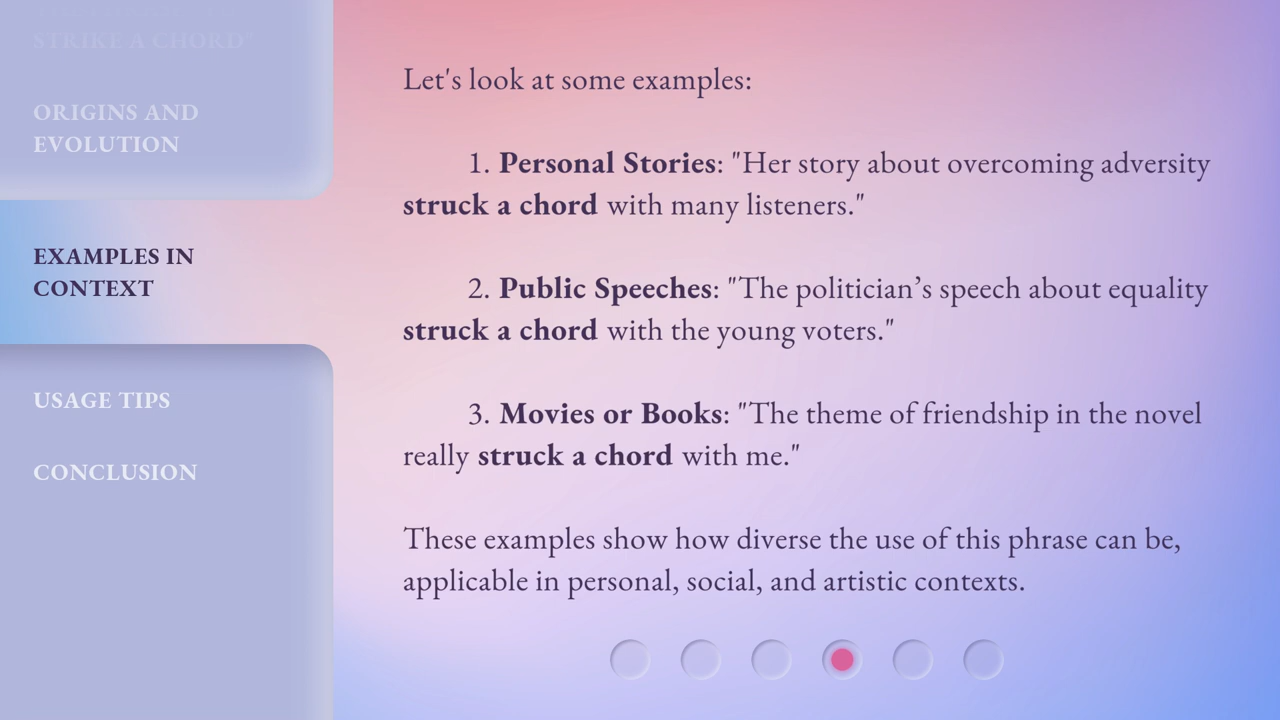 STRIKE A CHORD"
ORIGINS AND
EVOLUTION
EXAMPLES IN
CONTEXT
USAGE TIPS
CONCLUSION
Let's look at some examples:
1. Personal Stories: "Her story about overcoming adversity
struck a chord with many listeners."
2. Public Speeches: "The politician’s speech about equality
struck a chord with the young voters."
3. Movies or Books: "The theme of friendship in the novel
really struck a chord with me."
These examples show how diverse the use of this phrase can be,
applicable in personal, social, and artistic contexts.